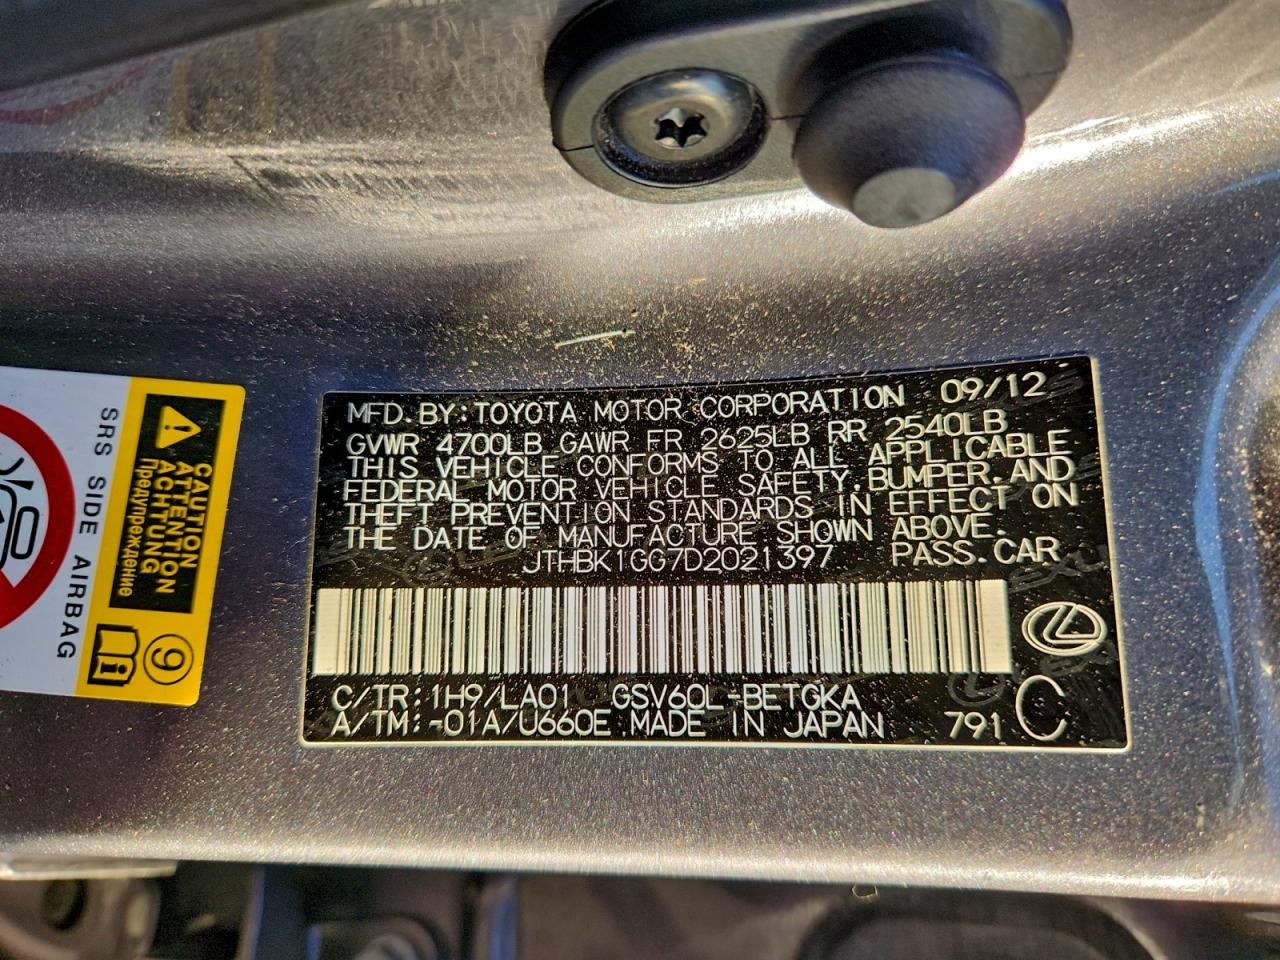 MFD.BY:TOYOTA MOTOR CORPORATION 09/12
GVWR 4700LB GAWR FR 2625LB RR 2540LB
THIS VEHICLE CONFORMS TO ALL APPLICABLE
FEDERAL MOTOR VEHICLE SAFETY,BUMPER,AND
THEFT PREVENTION STANDARDS IN EFFECT ON
THE DATE OF MANUFACTURE SHOWN ABOVE.
JTHBK1GG7D2021397 PASS.CAR
C/TR:1H9/LA01 GSV60L-BETGKA
A/TM:-01A/U660E MADE IN JAPAN 791 C
CAUTION
ATTENTION
ACHTUNG
Предупреждение
9
SRS SIDE AIRBAG